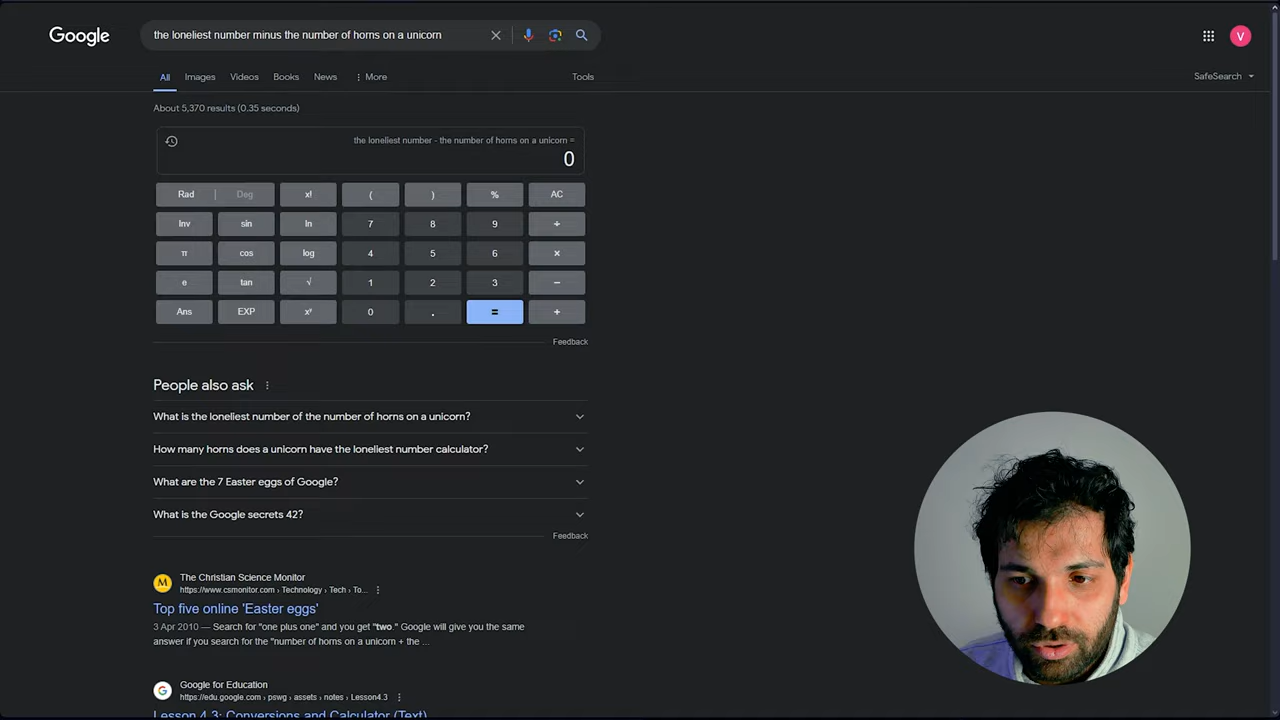 Google
the loneliest number minus the number of horns on a unicorn
V
All Images Videos Books News More Tools
SafeSearch
About 5,370 results (0.35 seconds)
the loneliest number - the number of horns on a unicorn =
0
Rad | Deg x! ( ) % AC
Inv sin ln 7 8 9 ÷
π cos log 4 5 6 ×
e tan √ 1 2 3 −
Ans EXP xʸ 0 . = +
Feedback
People also ask
What is the loneliest number of the number of horns on a unicorn?
How many horns does a unicorn have the loneliest number calculator?
What are the 7 Easter eggs of Google?
What is the Google secrets 42?
Feedback
M
The Christian Science Monitor
https://www.csmonitor.com › Technology › Tech › To...
Top five online 'Easter eggs'
3 Apr 2010 — Search for "one plus one" and you get "two." Google will give you the same
answer if you search for the "number of horns on a unicorn + the ...
G
Google for Education
https://edu.google.com › pswg › assets › notes › Lesson4.3
Lesson 4.3: Conversions and Calculator (Text)